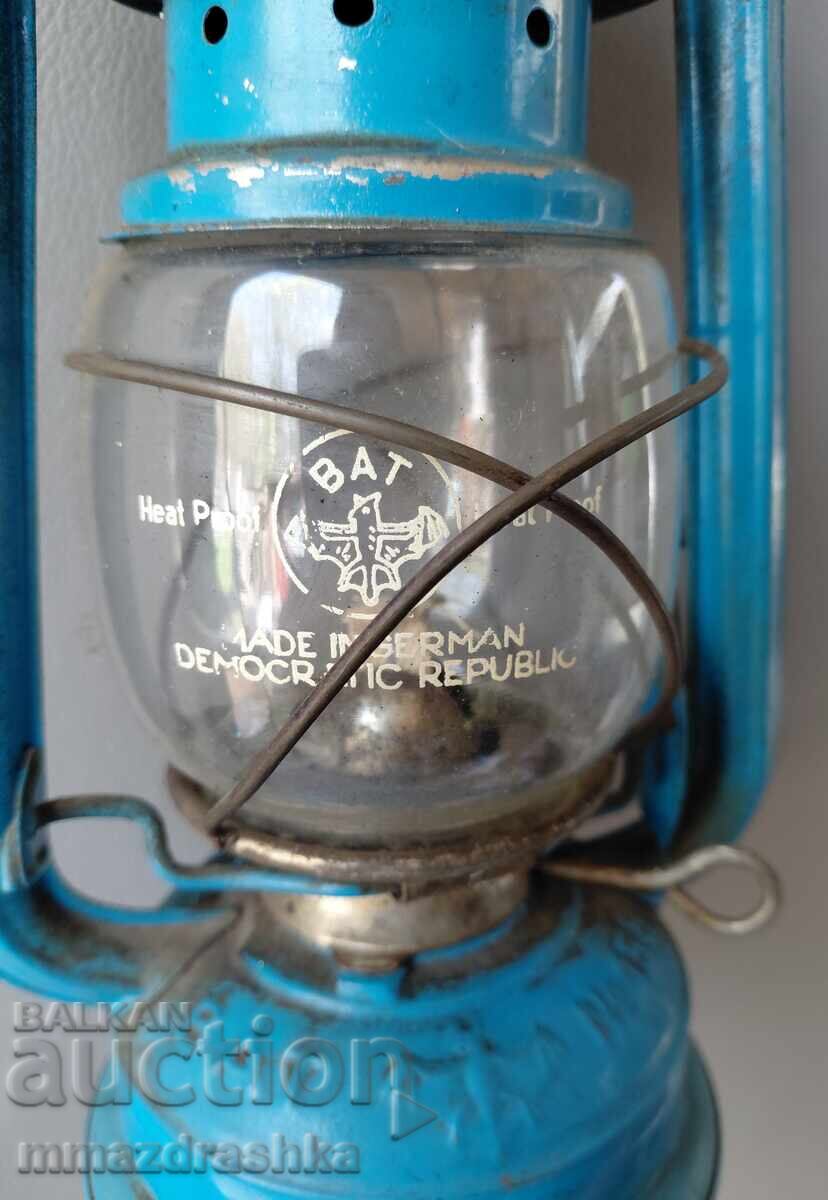 BAT
Heat Proof
MADE IN GERMAN
DEMOCRATIC REPUBLIC
BALKAN
auction
mmazdrashka